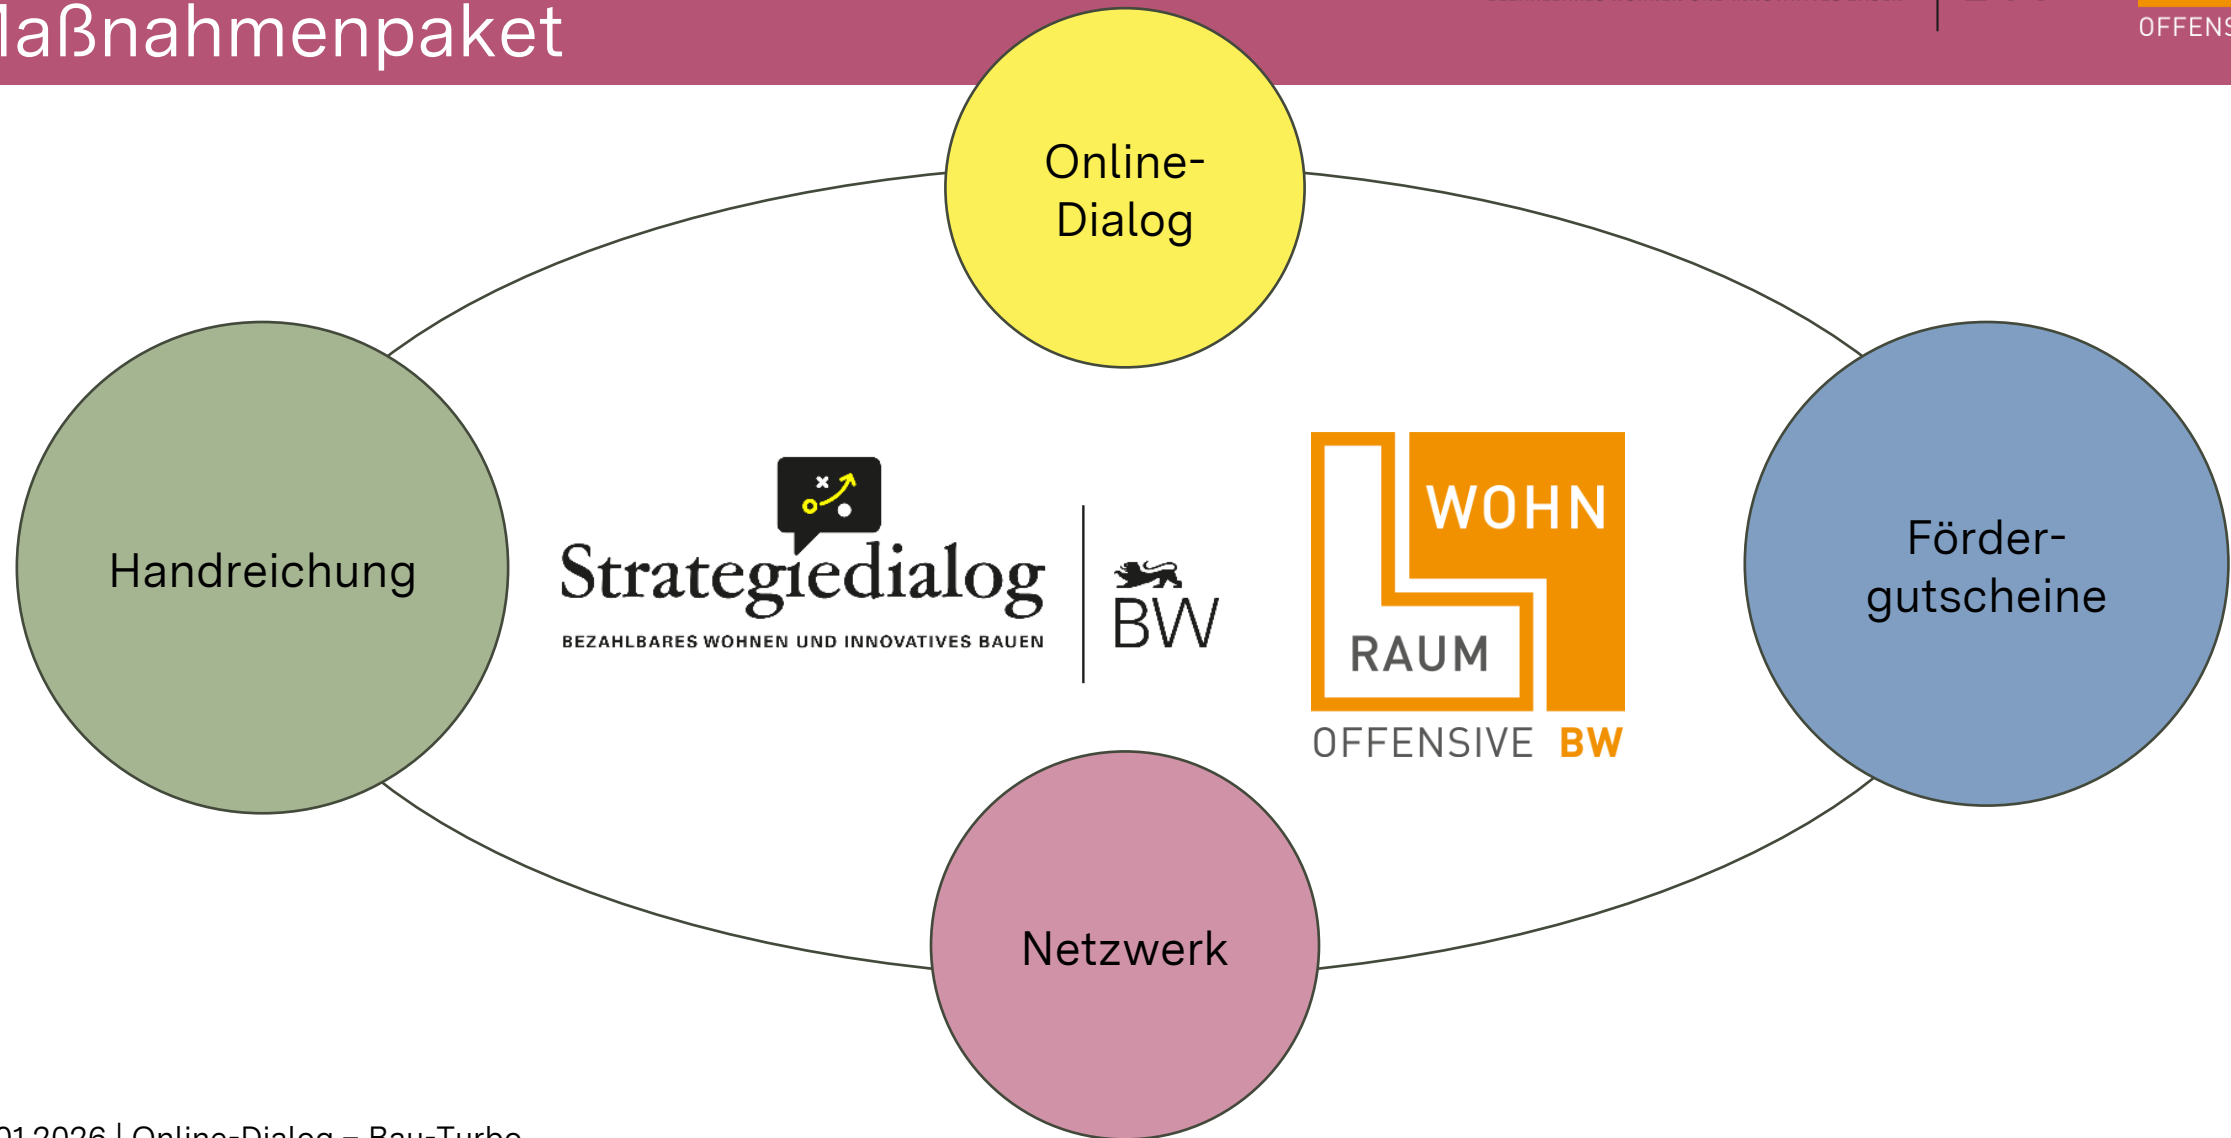 Maßnahmenpaket
OFFENS
Online-
Dialog
Handreichung
Förder-
gutscheine
Strategiedialog
BEZAHLBARES WOHNEN UND INNOVATIVES BAUEN
BW
WOHN
RAUM
OFFENSIVE BW
Netzwerk
01.2026 | Online-Dialog – Bau-Turbo